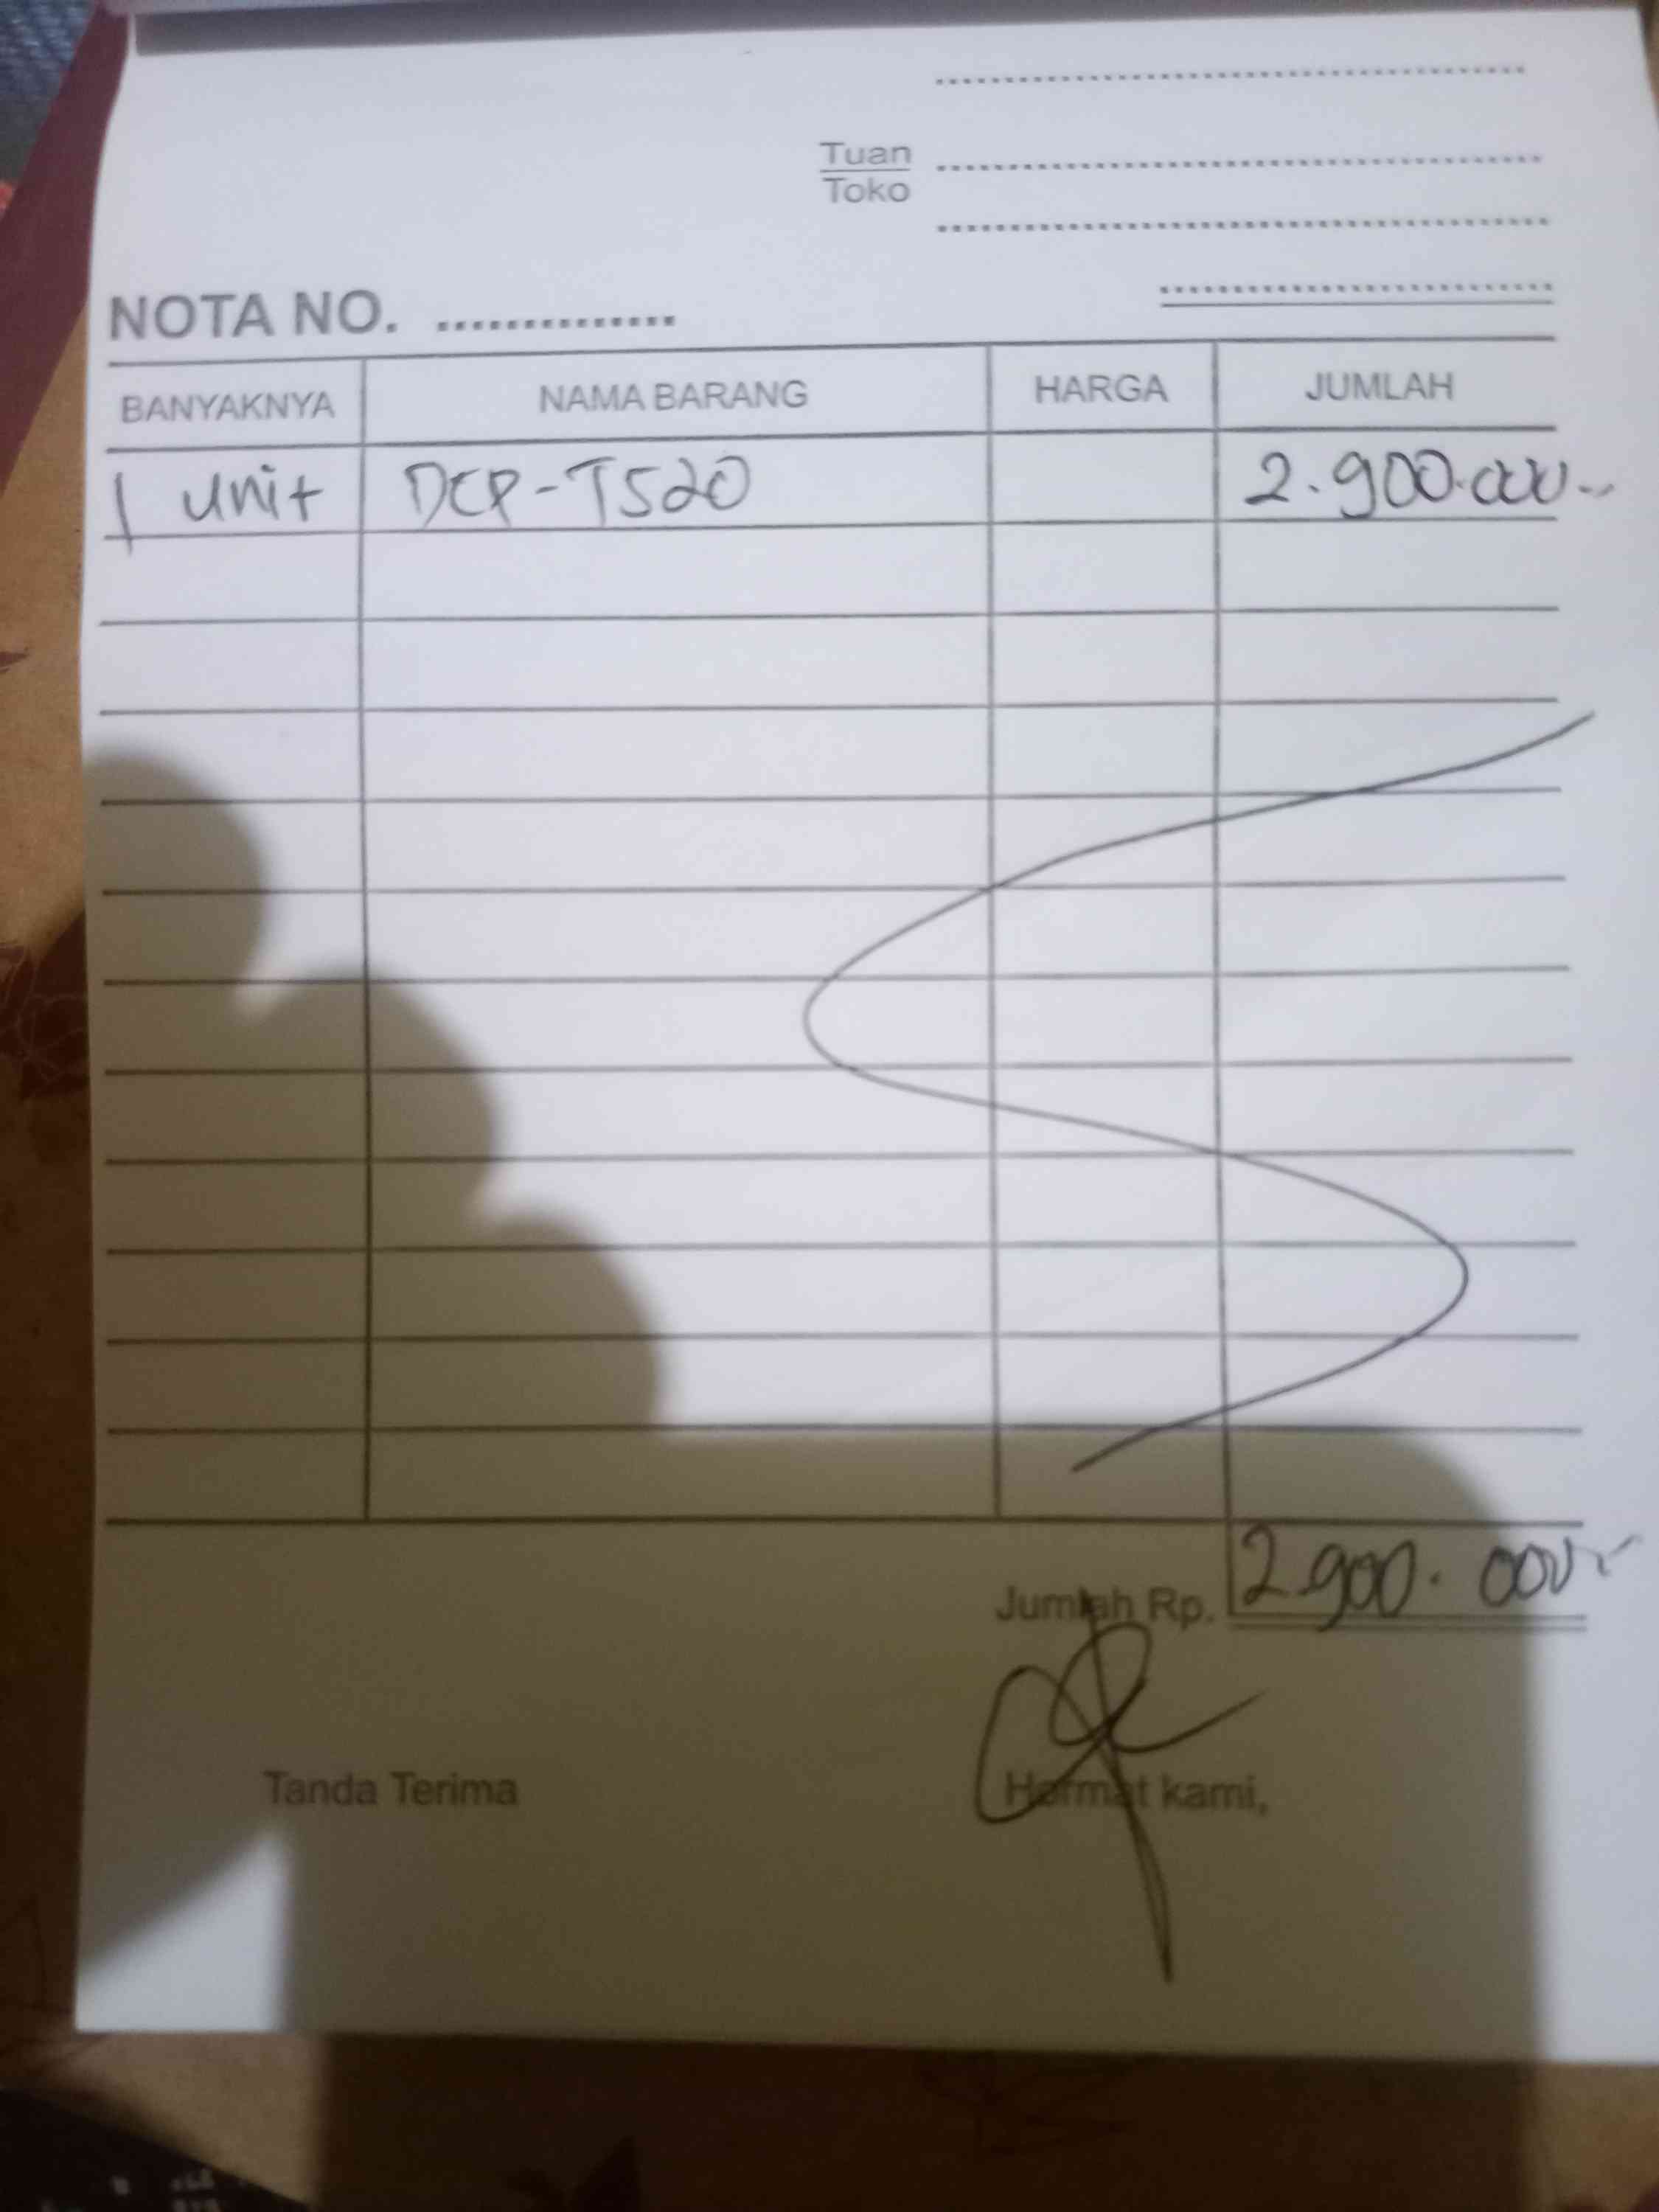 Tuan
Toko
NOTA NO. ..............
BANYAKNYA NAMA BARANG HARGA JUMLAH
1 unit DCP-T520 2.900.000,-
Jumlah Rp. 2.900.000,-
Tanda Terima Hormat kami,